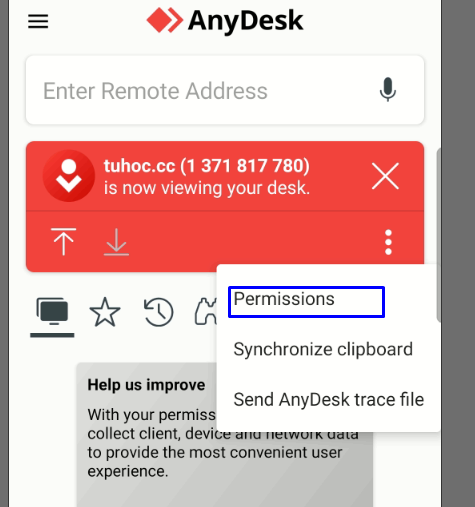 AnyDesk
Enter Remote Address
tuhoc.cc (1 371 817 780)
is now viewing your desk.
Permissions
Synchronize clipboard
Send AnyDesk trace file
Help us improve
With your permiss
collect client, device and network data
to provide the most convenient user
experience.